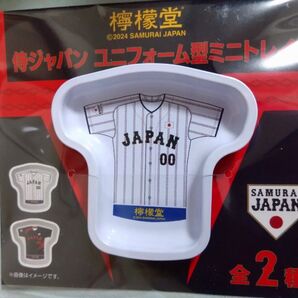 檸檬堂
©2024 SAMURAI JAPAN
侍ジャパン ユニフォーム型ミニトレ
JAPAN
00
檸檬堂
※画像はイメージです。
SAMURAI
JAPAN
全2種